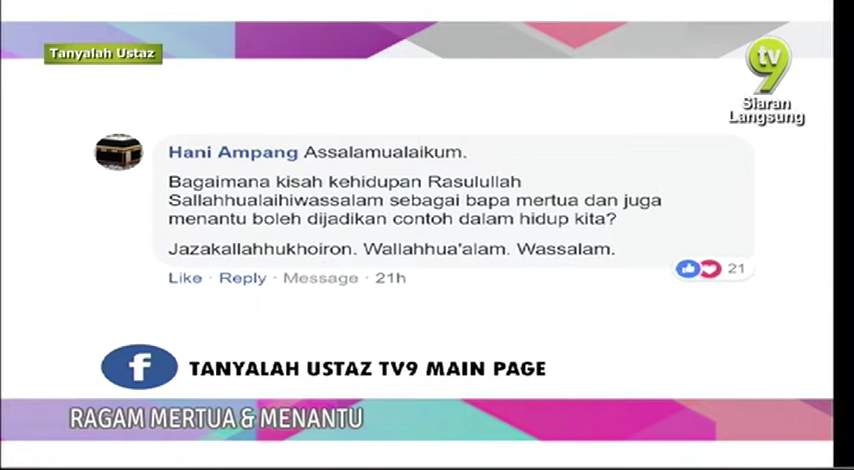 Tanyalah Ustaz
tv
9
Siaran
Langsung
Hani Ampang Assalamualaikum.
Bagaimana kisah kehidupan Rasulullah
Sallahhualaihiwassalam sebagai bapa mertua dan juga
menantu boleh dijadikan contoh dalam hidup kita?
Jazakallahhukhoiron. Wallahhua'alam. Wassalam.
Like · Reply · Message · 21h
21
f
TANYALAH USTAZ TV9 MAIN PAGE
RAGAM MERTUA & MENANTU